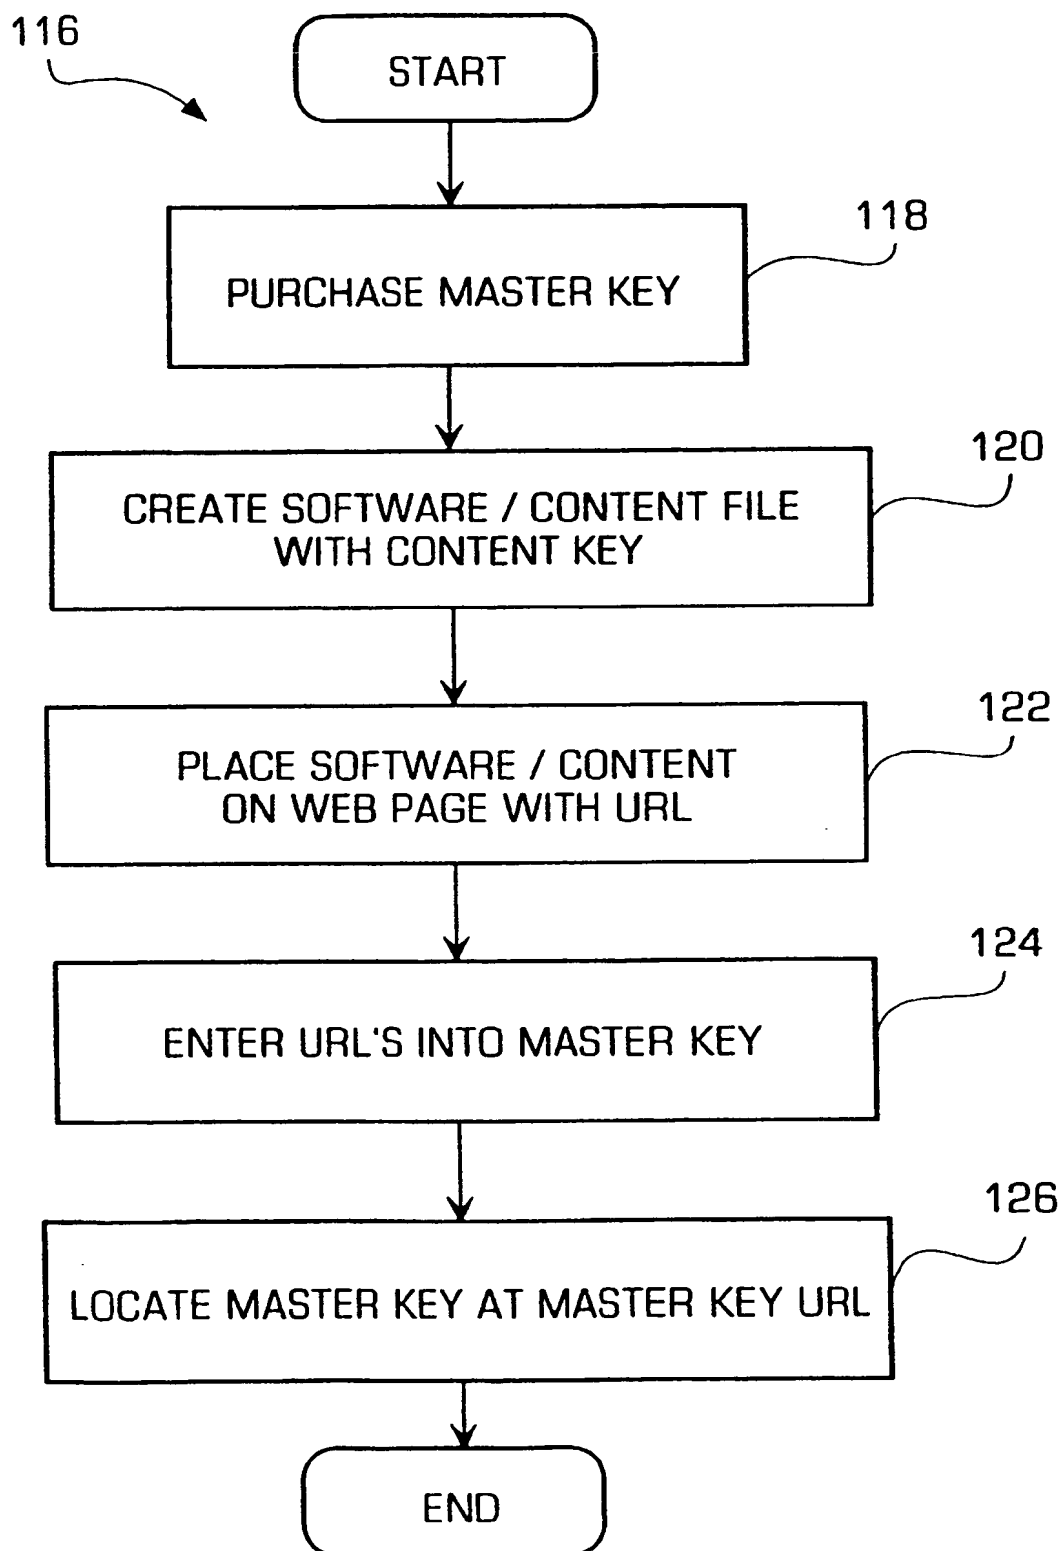 116
START
118
PURCHASE MASTER KEY
120
CREATE SOFTWARE / CONTENT FILE
WITH CONTENT KEY
122
PLACE SOFTWARE / CONTENT
ON WEB PAGE WITH URL
124
ENTER URL'S INTO MASTER KEY
126
LOCATE MASTER KEY AT MASTER KEY URL
END